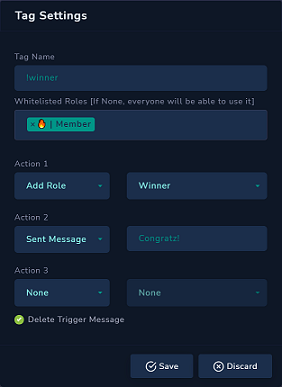 Tag Settings
Tag Name
!winner
Whitelisted Roles [If None, everyone will be able to use it]
× 🔥 | Member
Action 1
Add Role Winner
Action 2
Sent Message Congratz!
Action 3
None None
Delete Trigger Message
Save Discard